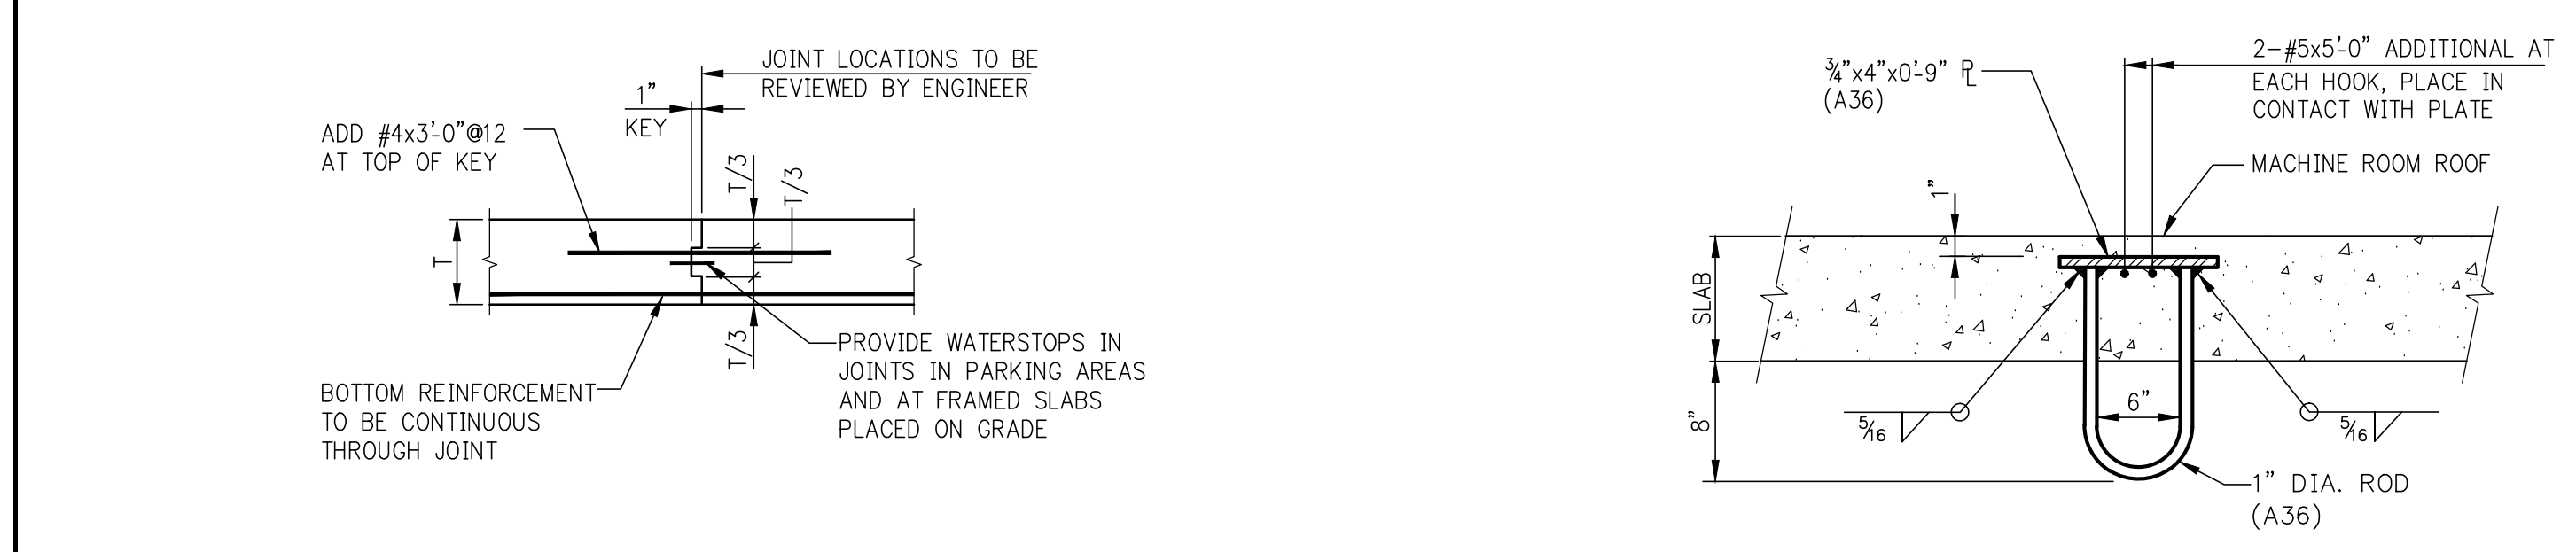 JOINT LOCATIONS TO BE
REVIEWED BY ENGINEER
1"
KEY
ADD #4x3'-0"@12
AT TOP OF KEY
T/3
T/3
T
T/3
PROVIDE WATERSTOPS IN
JOINTS IN PARKING AREAS
AND AT FRAMED SLABS
PLACED ON GRADE
BOTTOM REINFORCEMENT
TO BE CONTINUOUS
THROUGH JOINT
2-#5x5'-0" ADDITIONAL AT
EACH HOOK, PLACE IN
CONTACT WITH PLATE
3/4"x4"x0'-9" PL
(A36)
MACHINE ROOM ROOF
1"
SLAB
8"
6"
5/16
5/16
1" DIA. ROD
(A36)